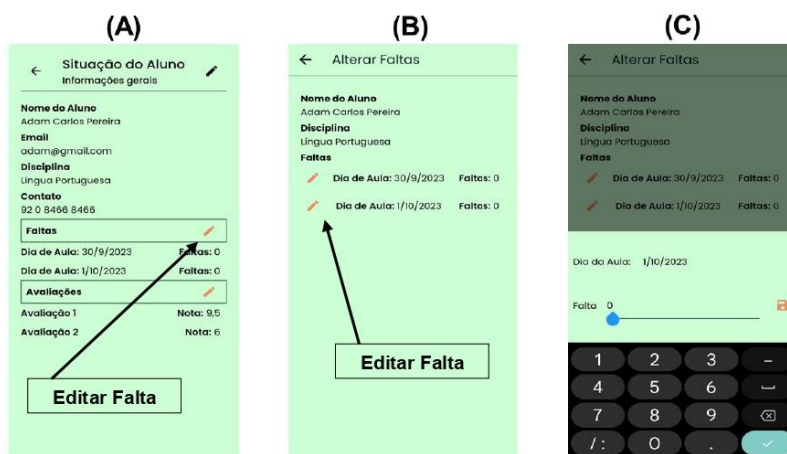 (A)
Situação do Aluno
Informações gerais
Nome do Aluno
Adam Carlos Pereira
Email
adam@gmail.com
Disciplina
Língua Portuguesa
Contato
92 0 8466 8466
Faltas
Dia de Aula: 30/9/2023 Faltas: 0
Dia de Aula: 1/10/2023 Faltas: 0
Avaliações
Avaliação 1 Nota: 9,5
Avaliação 2 Nota: 6
Editar Falta
(B)
Alterar Faltas
Nome do Aluno
Adam Carlos Pereira
Disciplina
Língua Portuguesa
Faltas
Dia de Aula: 30/9/2023 Faltas: 0
Dia de Aula: 1/10/2023 Faltas: 0
Editar Falta
(C)
Alterar Faltas
Nome do Aluno
Adam Carlos Pereira
Disciplina
Língua Portuguesa
Faltas
Dia de Aula: 30/9/2023 Faltas: 0
Dia de Aula: 1/10/2023 Faltas: 0
Dia da Aula: 1/10/2023
Falta 0
1 2 3 -
4 5 6
7 8 9
/: 0 .